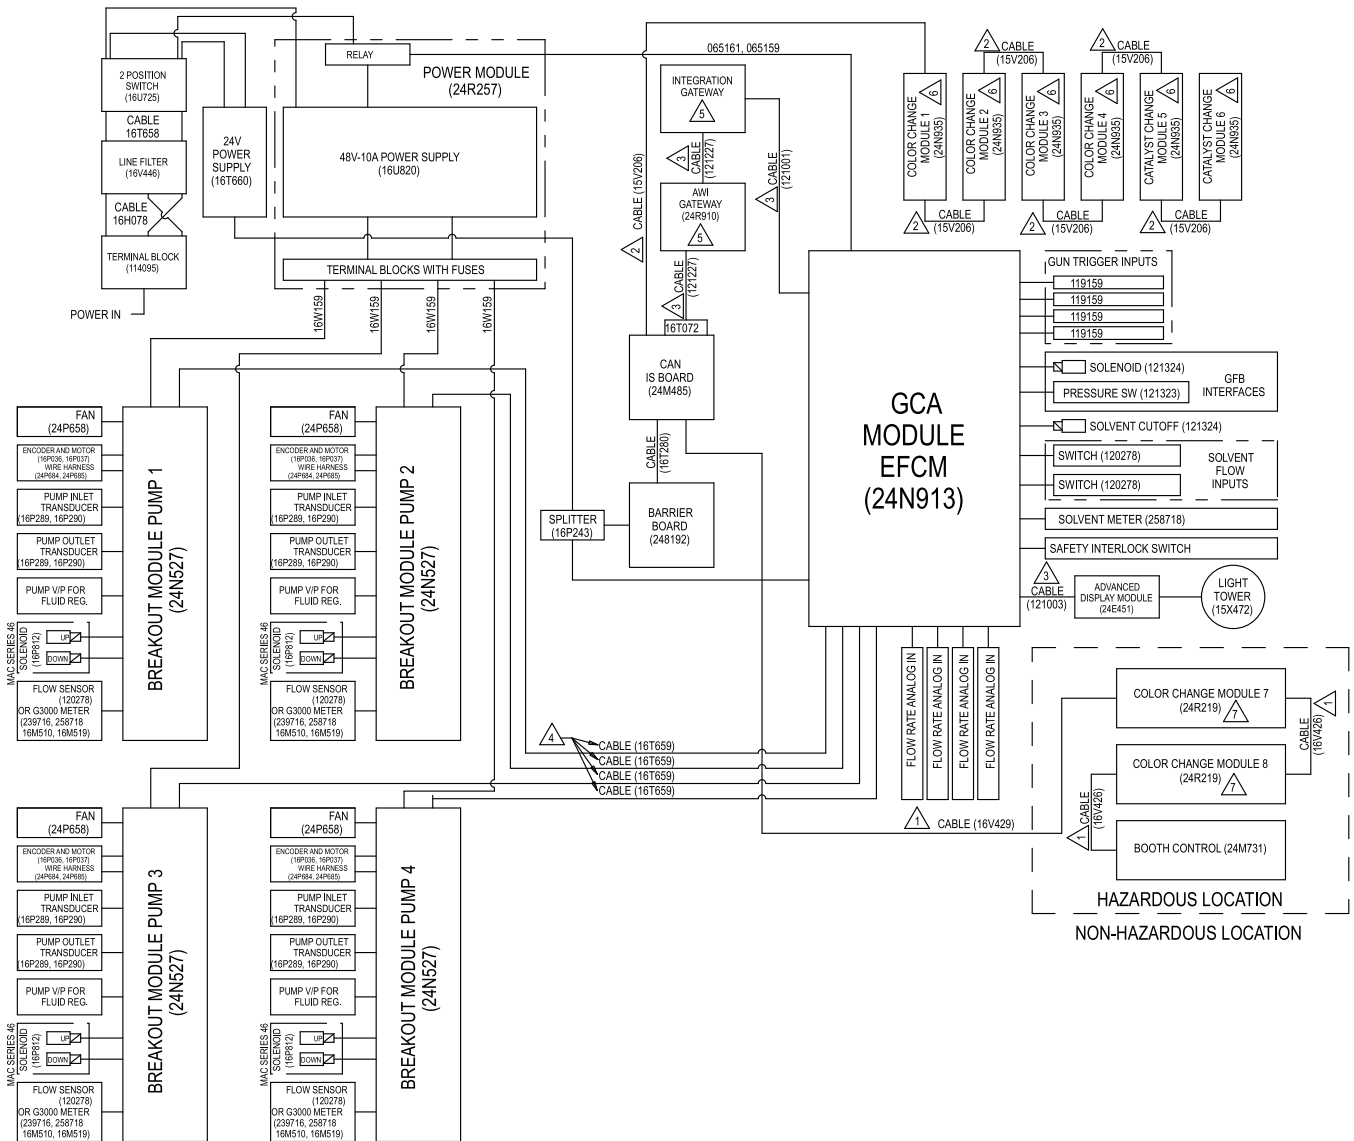 2 POSITION
SWITCH
(16U725)
CABLE
16T658
LINE FILTER
(16V446)
CABLE
16H078
TERMINAL BLOCK
(114095)
POWER IN
24V
POWER
SUPPLY
(16T660)
RELAY
POWER MODULE
(24R257)
48V-10A POWER SUPPLY
(16U820)
TERMINAL BLOCKS WITH FUSES
16W159
16W159
16W159
16W159
065161, 065159
INTEGRATION
GATEWAY
5
3
CABLE
(121227)
AWI
GATEWAY
(24R910)
5
3
CABLE
(121227)
16T072
CAN
IS BOARD
(24M485)
2
CABLE (15V206)
3
CABLE
(121001)
CABLE
(16T280)
BARRIER
BOARD
(248192)
SPLITTER
(16P243)
2
CABLE
(15V206)
2
CABLE
(15V206)
COLOR CHANGE
MODULE 1
(24N935)
6
COLOR CHANGE
MODULE 2
(24N935)
6
COLOR CHANGE
MODULE 3
(24N935)
6
COLOR CHANGE
MODULE 4
(24N935)
6
CATALYST CHANGE
MODULE 5
(24N935)
6
CATALYST CHANGE
MODULE 6
(24N935)
6
2
CABLE
(15V206)
2
CABLE
(15V206)
2
CABLE
(15V206)
GCA
MODULE
EFCM
(24N913)
GUN TRIGGER INPUTS
119159
119159
119159
119159
SOLENOID (121324)
PRESSURE SW (121323)
GFB
INTERFACES
SOLVENT CUTOFF (121324)
SWITCH (120278)
SWITCH (120278)
SOLVENT
FLOW
INPUTS
SOLVENT METER (258718)
SAFETY INTERLOCK SWITCH
3
CABLE
(121003)
ADVANCED
DISPLAY MODULE
(24E451)
LIGHT
TOWER
(15X472)
FLOW RATE ANALOG IN
FLOW RATE ANALOG IN
FLOW RATE ANALOG IN
FLOW RATE ANALOG IN
1
CABLE (16V429)
COLOR CHANGE MODULE 7
(24R219)
7
1
CABLE
(16V426)
COLOR CHANGE MODULE 8
(24R219)
7
1
CABLE
(16V426)
BOOTH CONTROL (24M731)
HAZARDOUS LOCATION
NON-HAZARDOUS LOCATION
4
CABLE (16T659)
CABLE (16T659)
CABLE (16T659)
CABLE (16T659)
FAN
(24P658)
ENCODER AND MOTOR
(16P036, 16P037)
WIRE HARNESS
(24P684, 24P685)
PUMP INLET
TRANSDUCER
(16P289, 16P290)
PUMP OUTLET
TRANSDUCER
(16P289, 16P290)
PUMP V/P FOR
FLUID REG.
MAC SERIES 46
SOLENOID
(16P812)
UP
DOWN
FLOW SENSOR
(120278)
OR G3000 METER
(239716, 258718
16M510, 16M519)
BREAKOUT MODULE PUMP 1
(24N527)
FAN
(24P658)
ENCODER AND MOTOR
(16P036, 16P037)
WIRE HARNESS
(24P684, 24P685)
PUMP INLET
TRANSDUCER
(16P289, 16P290)
PUMP OUTLET
TRANSDUCER
(16P289, 16P290)
PUMP V/P FOR
FLUID REG.
MAC SERIES 46
SOLENOID
(16P812)
UP
DOWN
FLOW SENSOR
(120278)
OR G3000 METER
(239716, 258718
16M510, 16M519)
BREAKOUT MODULE PUMP 2
(24N527)
FAN
(24P658)
ENCODER AND MOTOR
(16P036, 16P037)
WIRE HARNESS
(24P684, 24P685)
PUMP INLET
TRANSDUCER
(16P289, 16P290)
PUMP OUTLET
TRANSDUCER
(16P289, 16P290)
PUMP V/P FOR
FLUID REG.
MAC SERIES 46
SOLENOID
(16P812)
UP
DOWN
FLOW SENSOR
(120278)
OR G3000 METER
(239716, 258718
16M510, 16M519)
BREAKOUT MODULE PUMP 3
(24N527)
FAN
(24P658)
ENCODER AND MOTOR
(16P036, 16P037)
WIRE HARNESS
(24P684, 24P685)
PUMP INLET
TRANSDUCER
(16P289, 16P290)
PUMP OUTLET
TRANSDUCER
(16P289, 16P290)
PUMP V/P FOR
FLUID REG.
MAC SERIES 46
SOLENOID
(16P812)
UP
DOWN
FLOW SENSOR
(120278)
OR G3000 METER
(239716, 258718
16M510, 16M519)
BREAKOUT MODULE PUMP 4
(24N527)